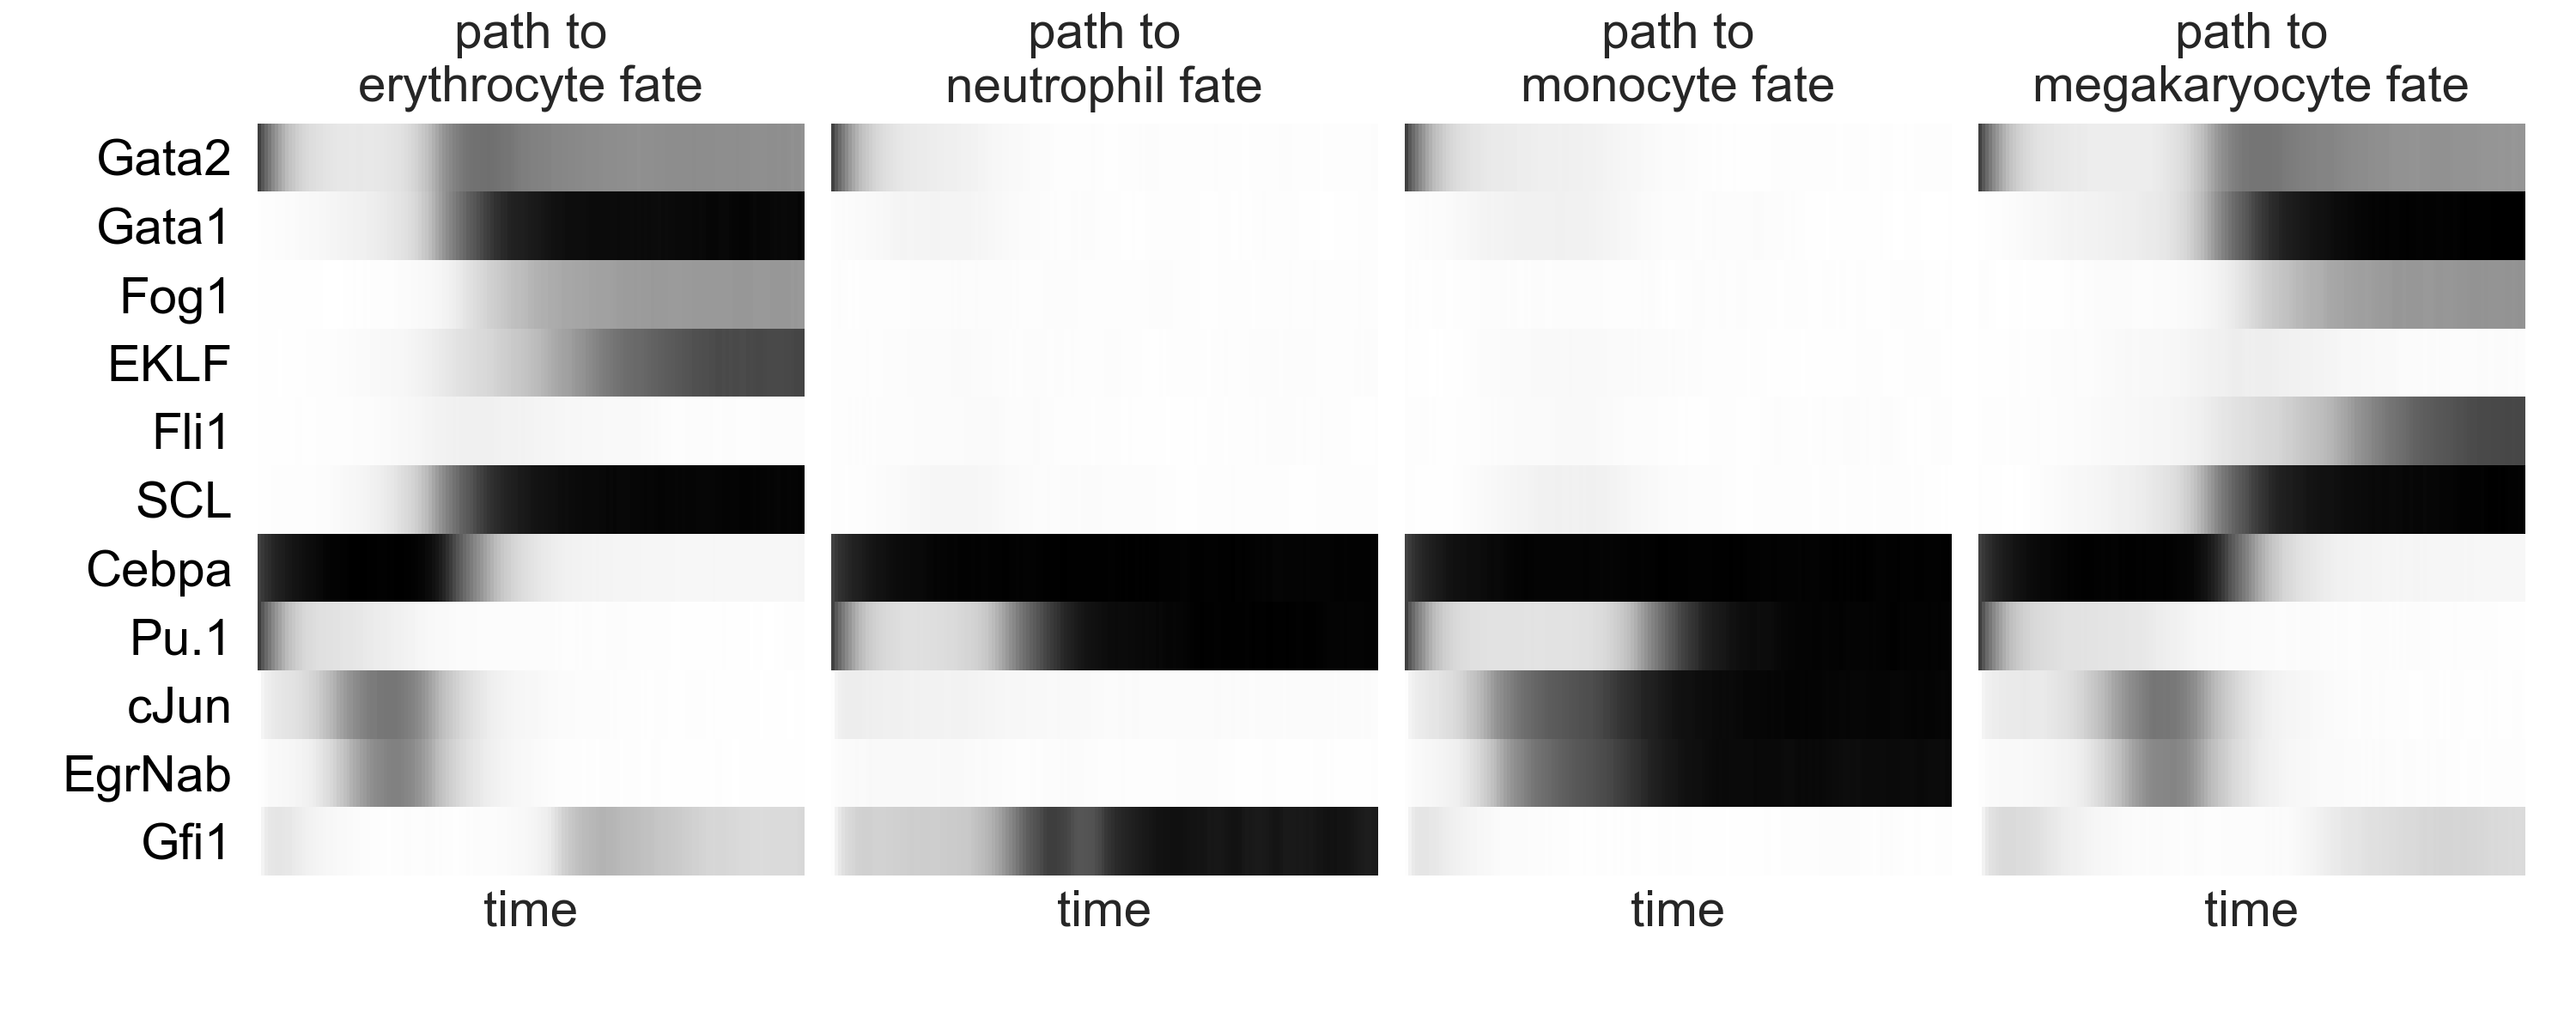 path to
erythrocyte fate
path to
neutrophil fate
path to
monocyte fate
path to
megakaryocyte fate
Gata2
Gata1
Fog1
EKLF
Fli1
SCL
Cebpa
Pu.1
cJun
EgrNab
Gfi1
time
time
time
time